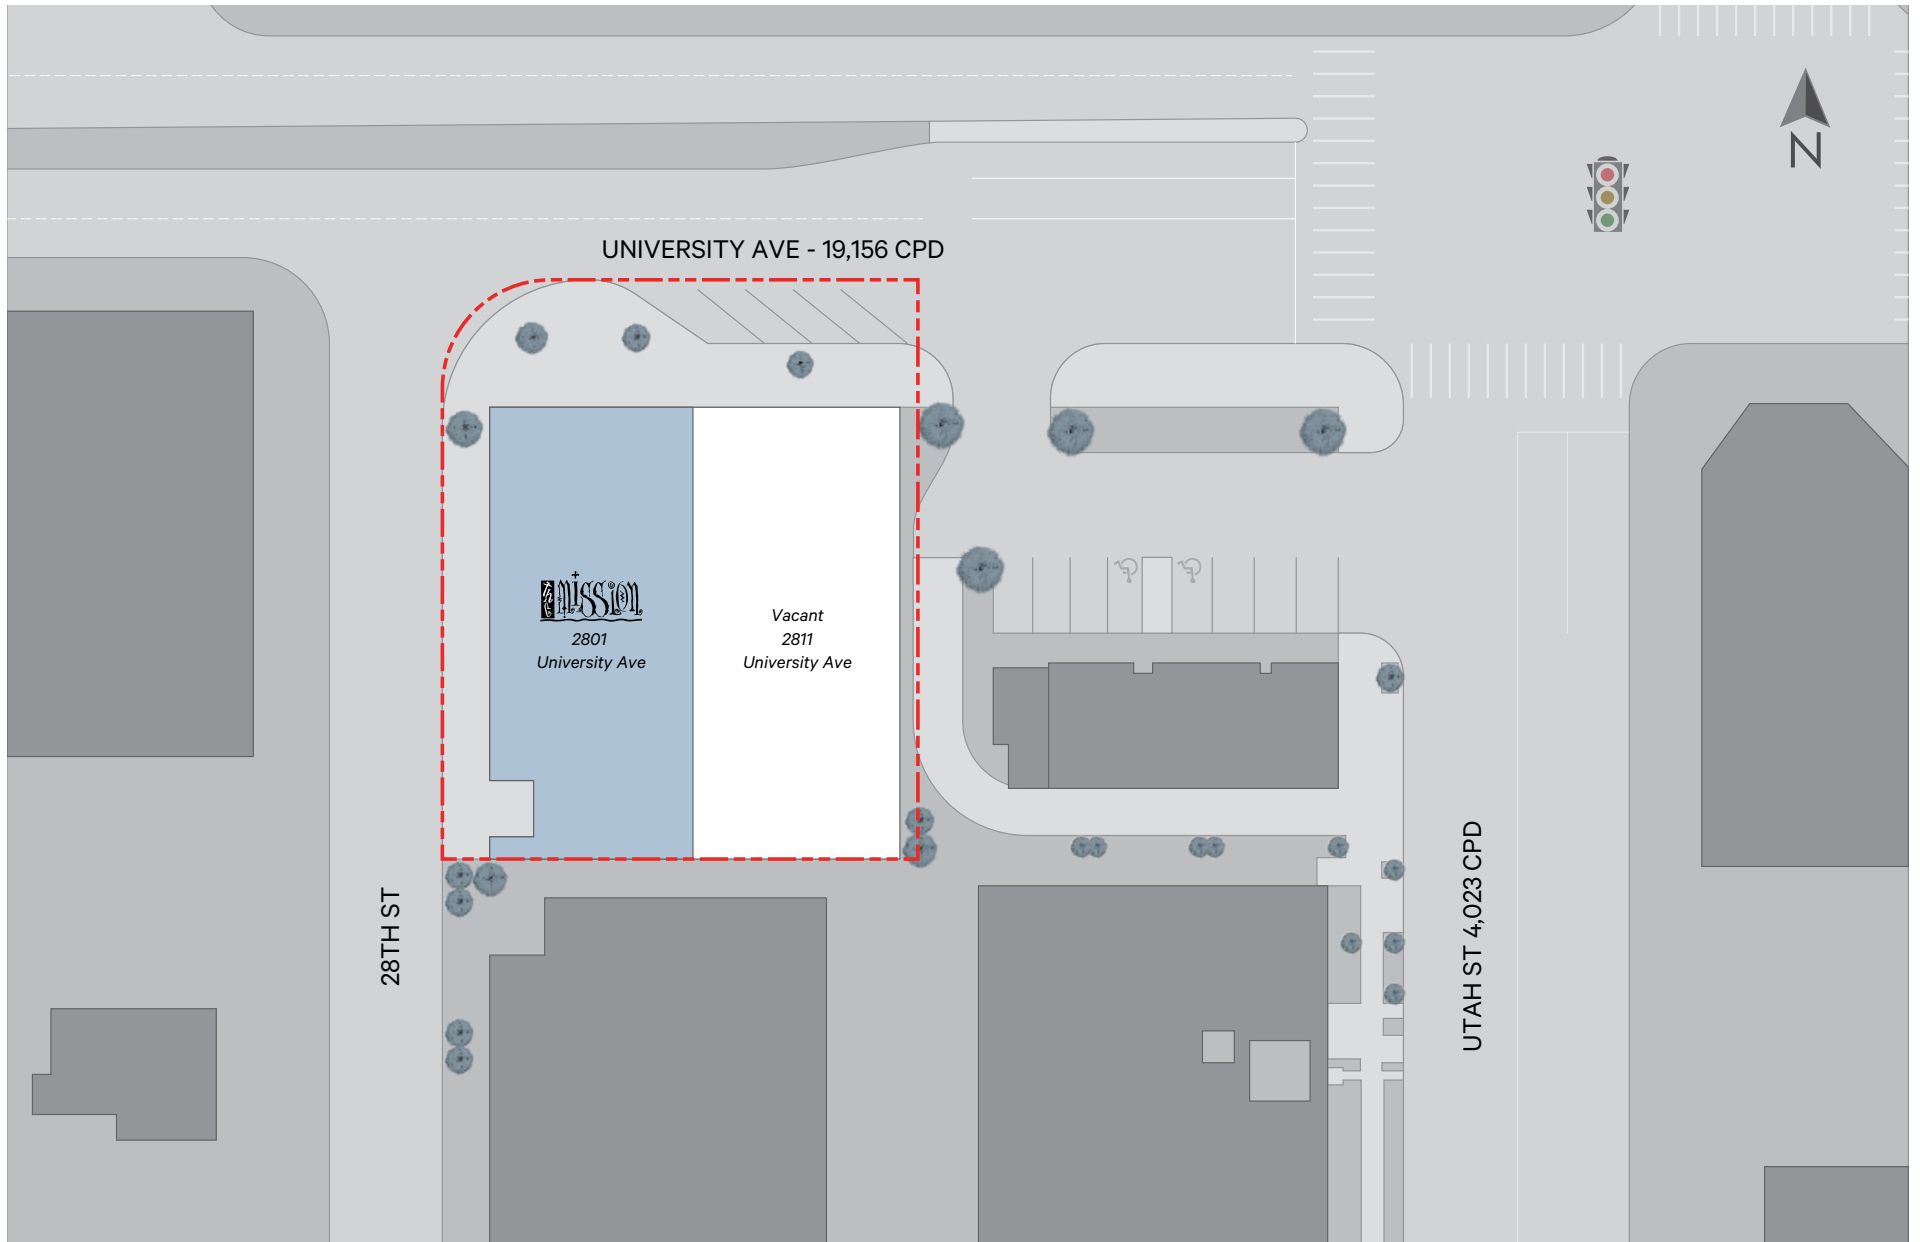 N
UNIVERSITY AVE - 19,156 CPD
the mission
2801
University Ave
Vacant
2811
University Ave
28TH ST
UTAH ST 4,023 CPD